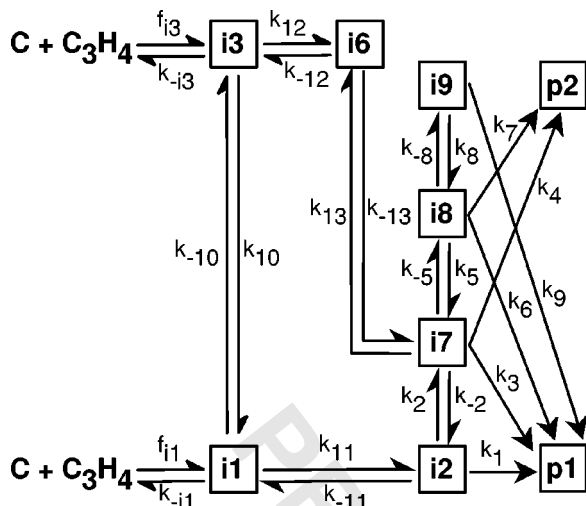 C + C3H4 fi3 k-i3 i3 k12 k-12 i6
i9 p2
k-8 k8 k7
k4
i8
k13 k-13
k-10 k10
k-5 k5 k6 k9
i7
k2 k-2 k3
C + C3H4 fi1 k-i1 i1 k11 k-11 i2 k1 p1